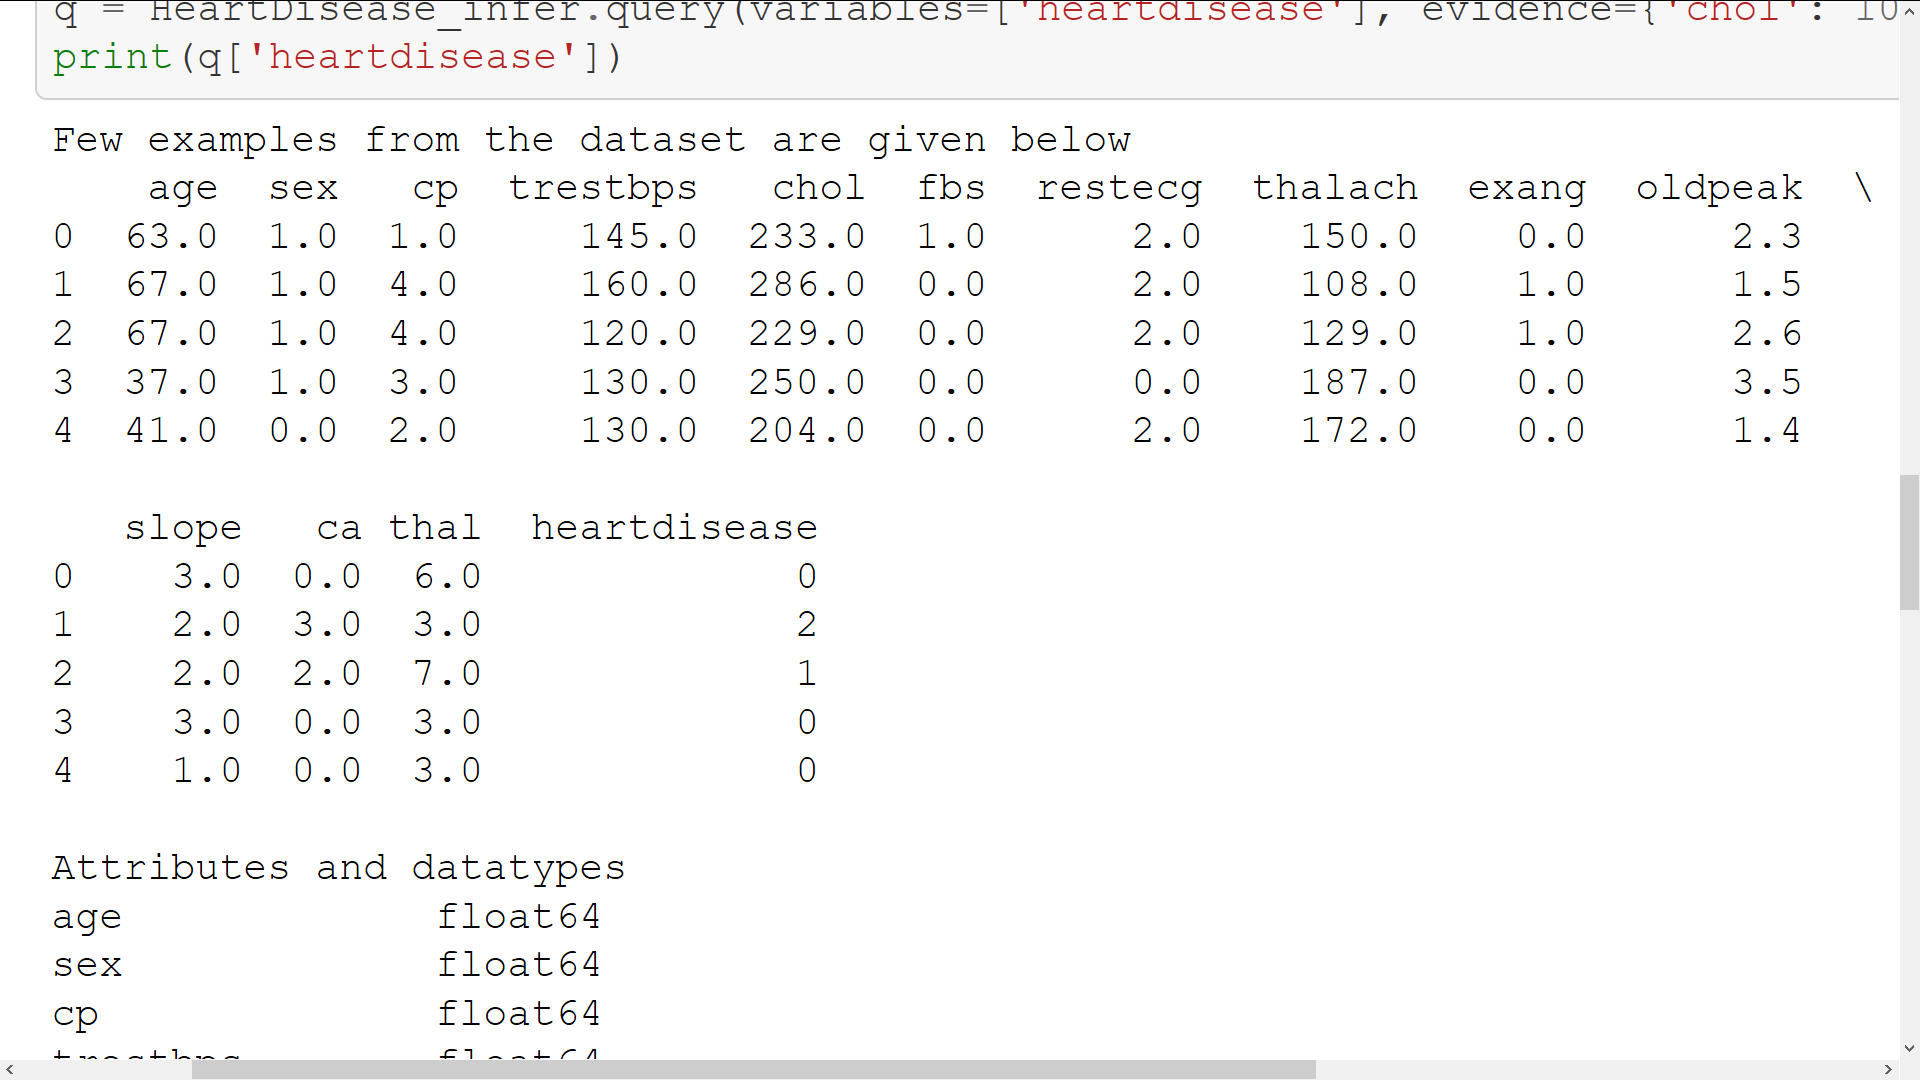 q = HeartDisease_infer.query(variables=['heartdisease'], evidence={'chol': 10
print(q['heartdisease'])
Few examples from the dataset are given below
age sex cp trestbps chol fbs restecg thalach exang oldpeak \
0 63.0 1.0 1.0 145.0 233.0 1.0 2.0 150.0 0.0 2.3
1 67.0 1.0 4.0 160.0 286.0 0.0 2.0 108.0 1.0 1.5
2 67.0 1.0 4.0 120.0 229.0 0.0 2.0 129.0 1.0 2.6
3 37.0 1.0 3.0 130.0 250.0 0.0 0.0 187.0 0.0 3.5
4 41.0 0.0 2.0 130.0 204.0 0.0 2.0 172.0 0.0 1.4
slope ca thal heartdisease
0 3.0 0.0 6.0 0
1 2.0 3.0 3.0 2
2 2.0 2.0 7.0 1
3 3.0 0.0 3.0 0
4 1.0 0.0 3.0 0
Attributes and datatypes
age float64
sex float64
cp float64
trestbps float64